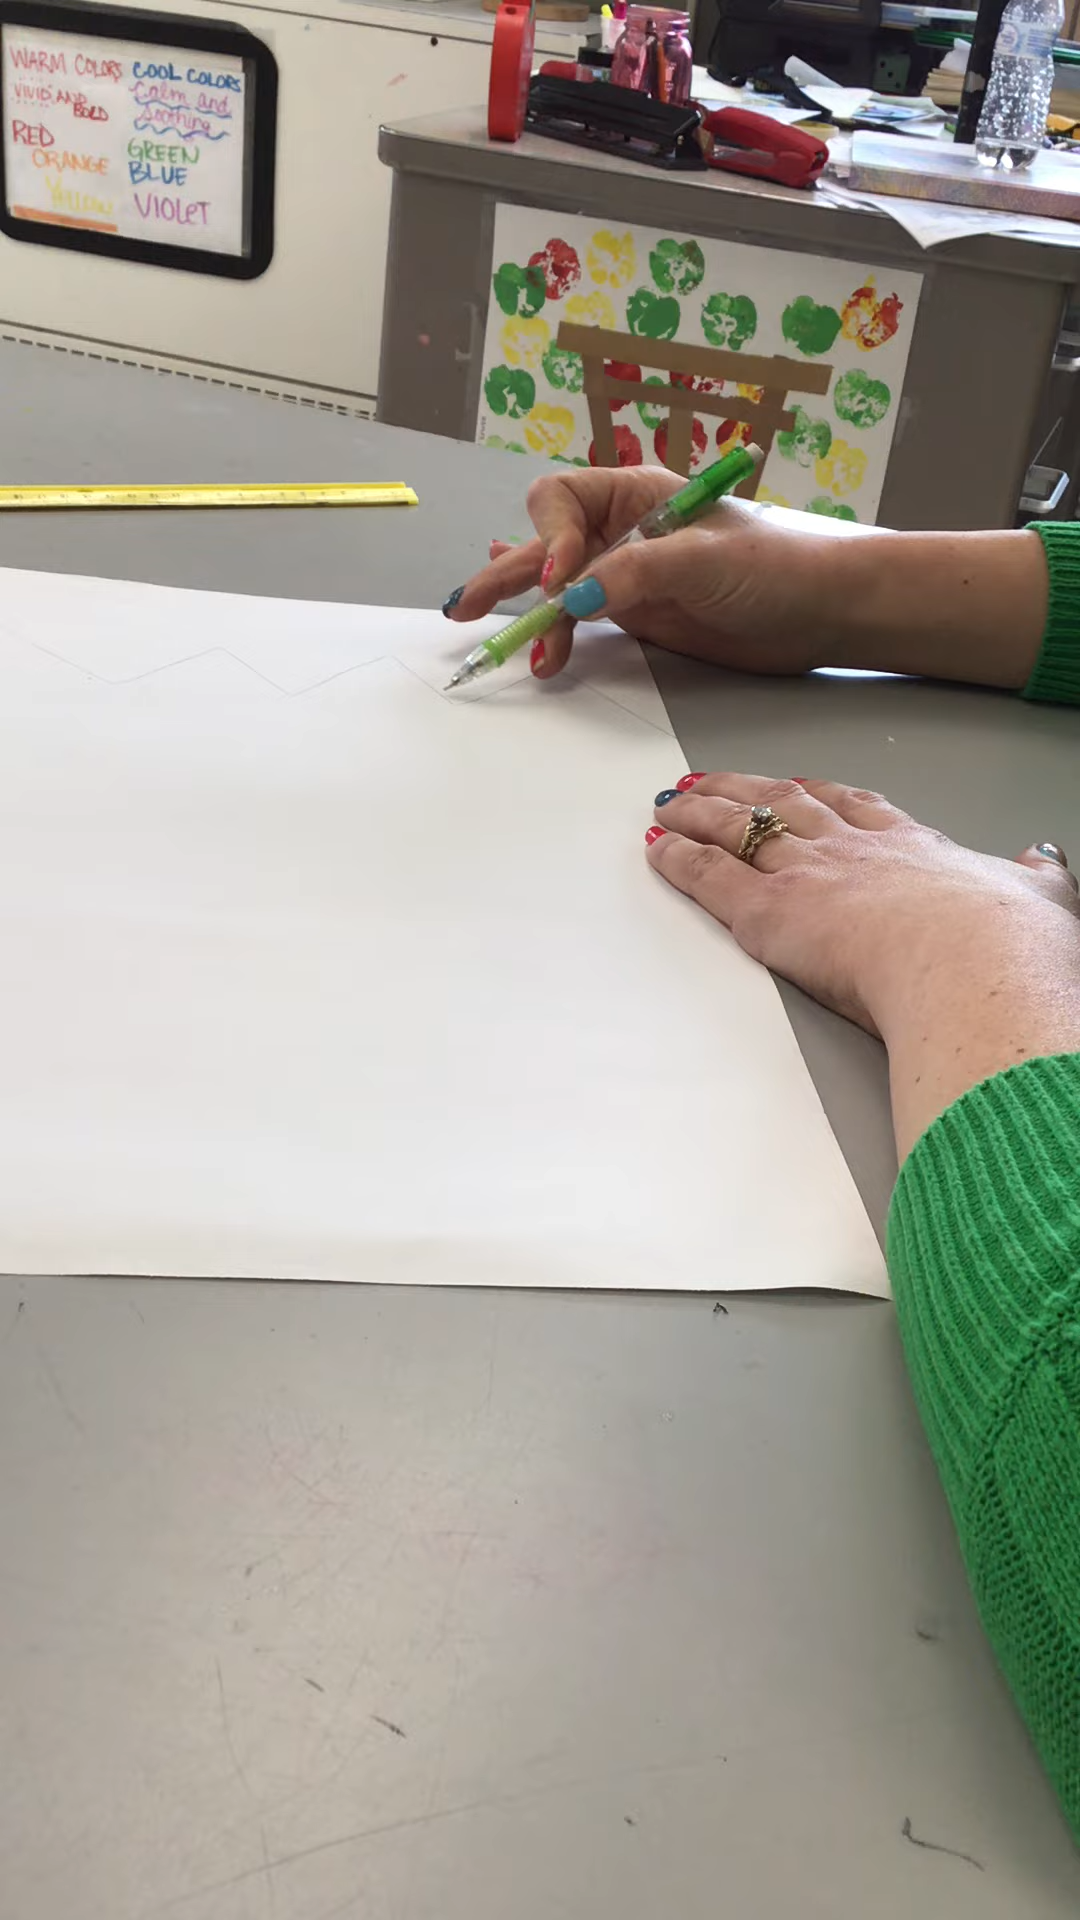 WARM COLORS
VIVID AND
BOLD
RED
ORANGE
YELLOW
COOL COLORS
Calm and
Soothing
GREEN
BLUE
VIOLET